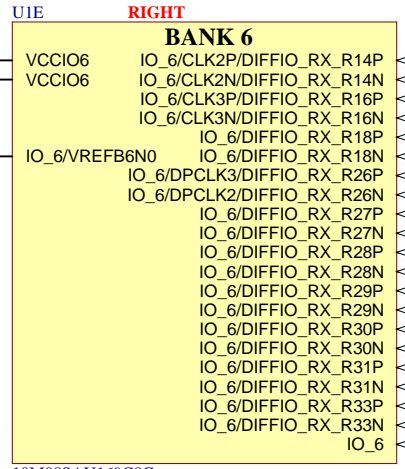 U1E RIGHT
BANK 6
VCCIO6 IO_6/CLK2P/DIFFIO_RX_R14P
VCCIO6 IO_6/CLK2N/DIFFIO_RX_R14N
IO_6/CLK3P/DIFFIO_RX_R16P
IO_6/CLK3N/DIFFIO_RX_R16N
IO_6/DIFFIO_RX_R18P
IO_6/VREFB6N0 IO_6/DIFFIO_RX_R18N
IO_6/DPCLK3/DIFFIO_RX_R26P
IO_6/DPCLK2/DIFFIO_RX_R26N
IO_6/DIFFIO_RX_R27P
IO_6/DIFFIO_RX_R27N
IO_6/DIFFIO_RX_R28P
IO_6/DIFFIO_RX_R28N
IO_6/DIFFIO_RX_R29P
IO_6/DIFFIO_RX_R29N
IO_6/DIFFIO_RX_R30P
IO_6/DIFFIO_RX_R30N
IO_6/DIFFIO_RX_R31P
IO_6/DIFFIO_RX_R31N
IO_6/DIFFIO_RX_R33P
IO_6/DIFFIO_RX_R33N
IO_6